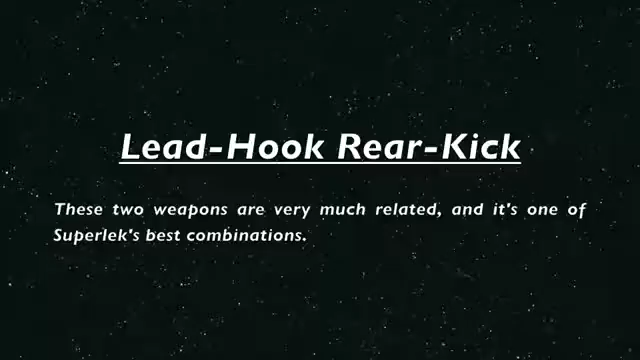 Lead-Hook Rear-Kick
These two weapons are very much related, and it's one of
Superlek's best combinations.